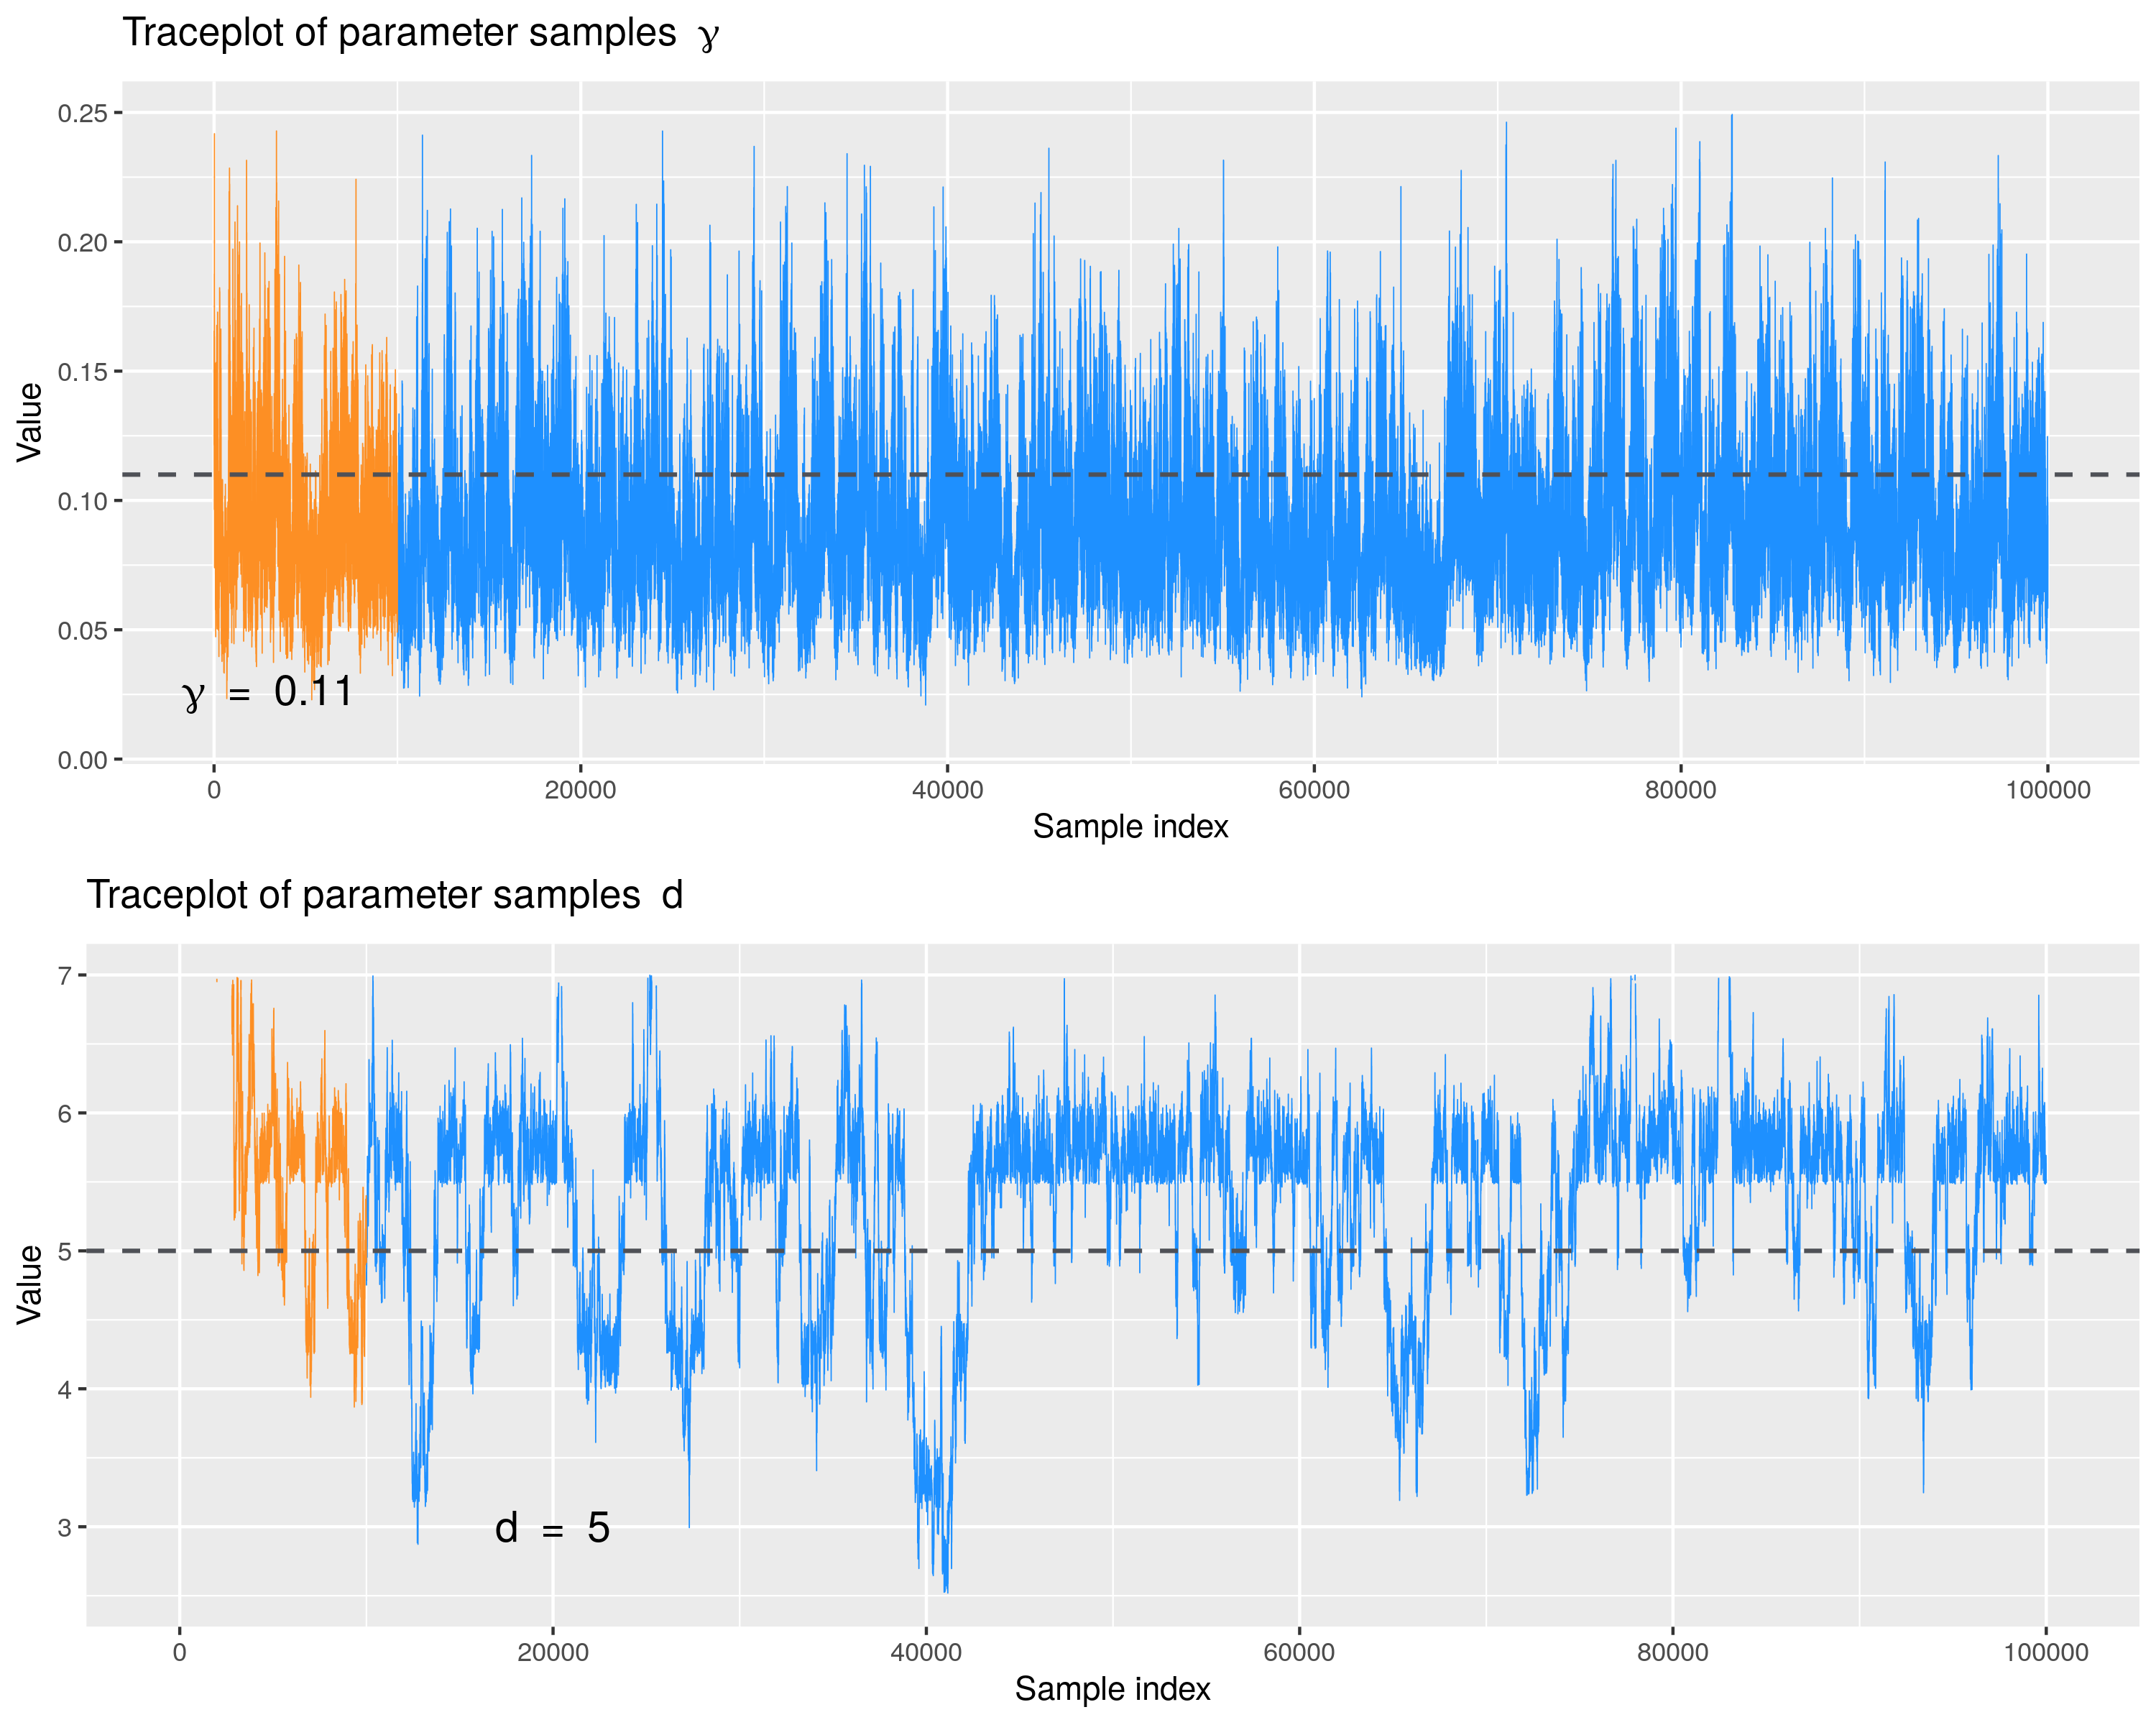 Traceplot of parameter samples γ
Value
0.25
0.20
0.15
0.10
0.05
0.00
γ = 0.11
0 20000 40000 60000 80000 100000
Sample index
Traceplot of parameter samples d
Value
7
6
5
4
3
d = 5
0 20000 40000 60000 80000 100000
Sample index